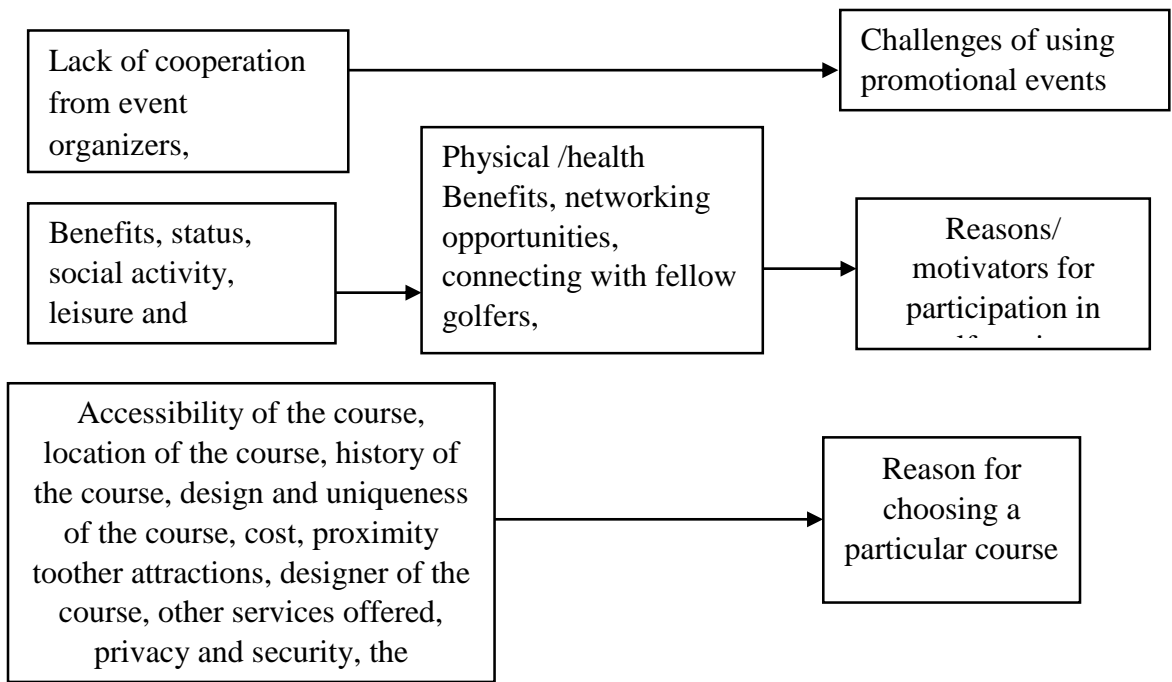 Lack of cooperation
from event
organizers,
Challenges of using
promotional events
Benefits, status,
social activity,
leisure and
Physical /health
Benefits, networking
opportunities,
connecting with fellow
golfers,
Reasons/
motivators for
participation in
Accessibility of the course,
location of the course, history of
the course, design and uniqueness
of the course, cost, proximity
toother attractions, designer of the
course, other services offered,
privacy and security, the
Reason for
choosing a
particular course